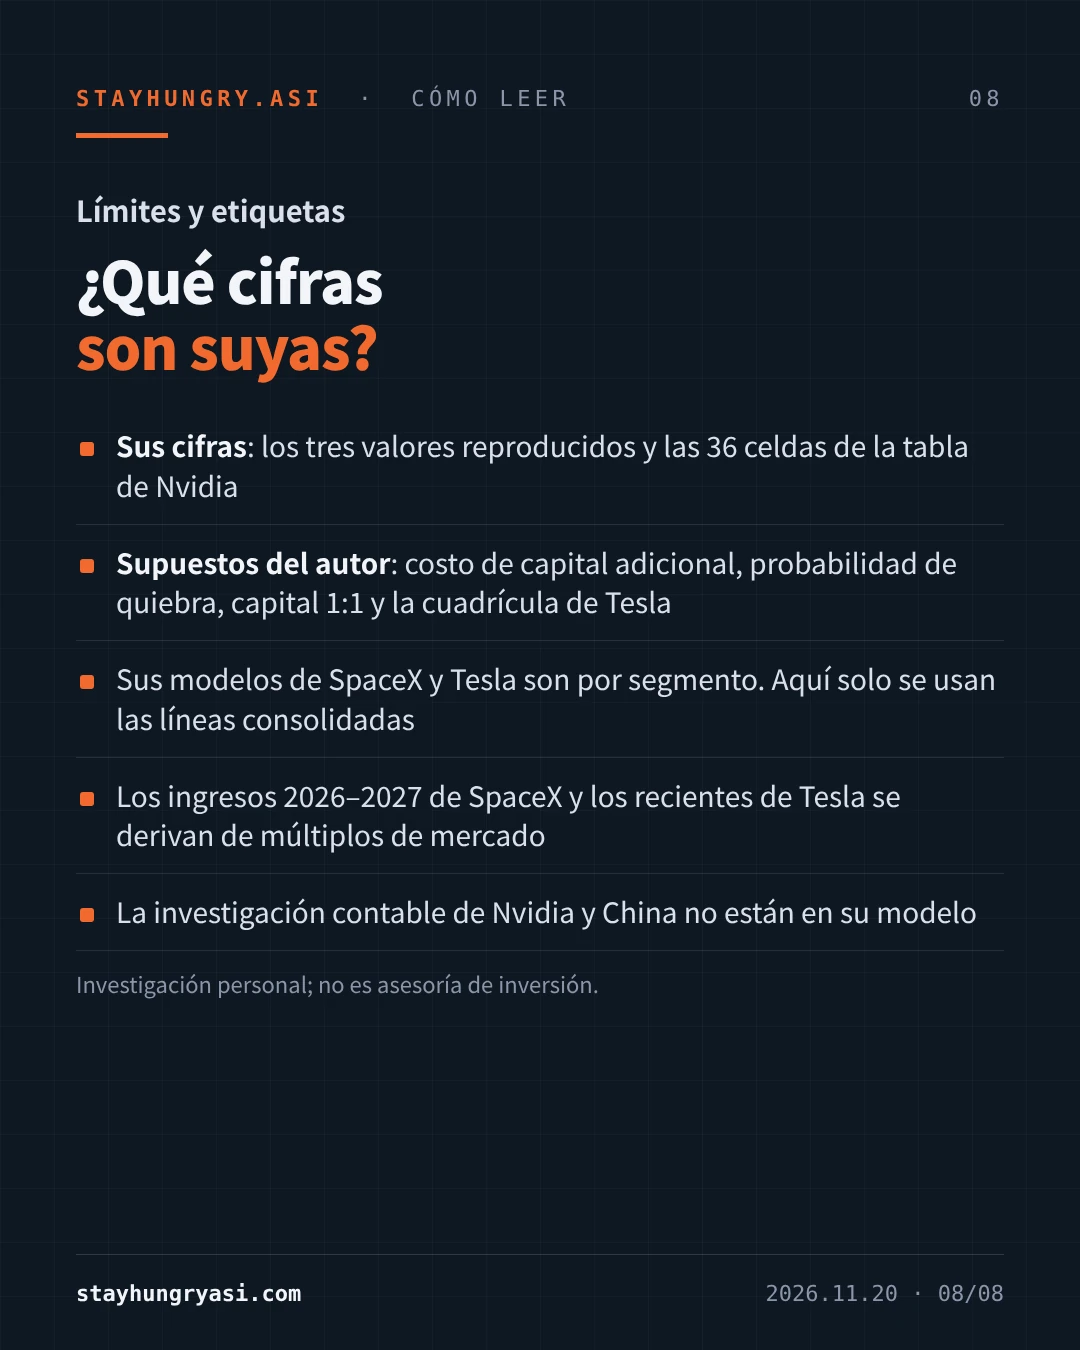 STAYHUNGRY.ASI · CÓMO LEER 08
Límites y etiquetas
¿Qué cifras
son suyas?
Sus cifras: los tres valores reproducidos y las 36 celdas de la tabla
de Nvidia
Supuestos del autor: costo de capital adicional, probabilidad de
quiebra, capital 1:1 y la cuadrícula de Tesla
Sus modelos de SpaceX y Tesla son por segmento. Aquí solo se usan
las líneas consolidadas
Los ingresos 2026–2027 de SpaceX y los recientes de Tesla se
derivan de múltiplos de mercado
La investigación contable de Nvidia y China no están en su modelo
Investigación personal; no es asesoría de inversión.
stayhungryasi.com 2026.11.20 · 08/08